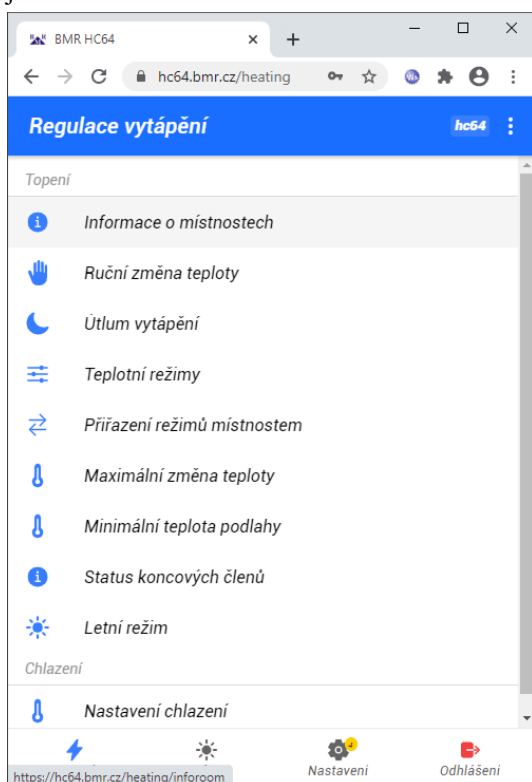 BMR HC64
hc64.bmr.cz/heating
Regulace vytápění
hc64
Topení
Informace o místnostech
Ruční změna teploty
Útlum vytápění
Teplotní režimy
Přiřazení režimů místnostem
Maximální změna teploty
Minimální teplota podlahy
Status koncových členů
Letní režim
Chlazení
Nastavení chlazení
4
Nastavení
Odhlášení
https://hc64.bmr.cz/heating/inforoom